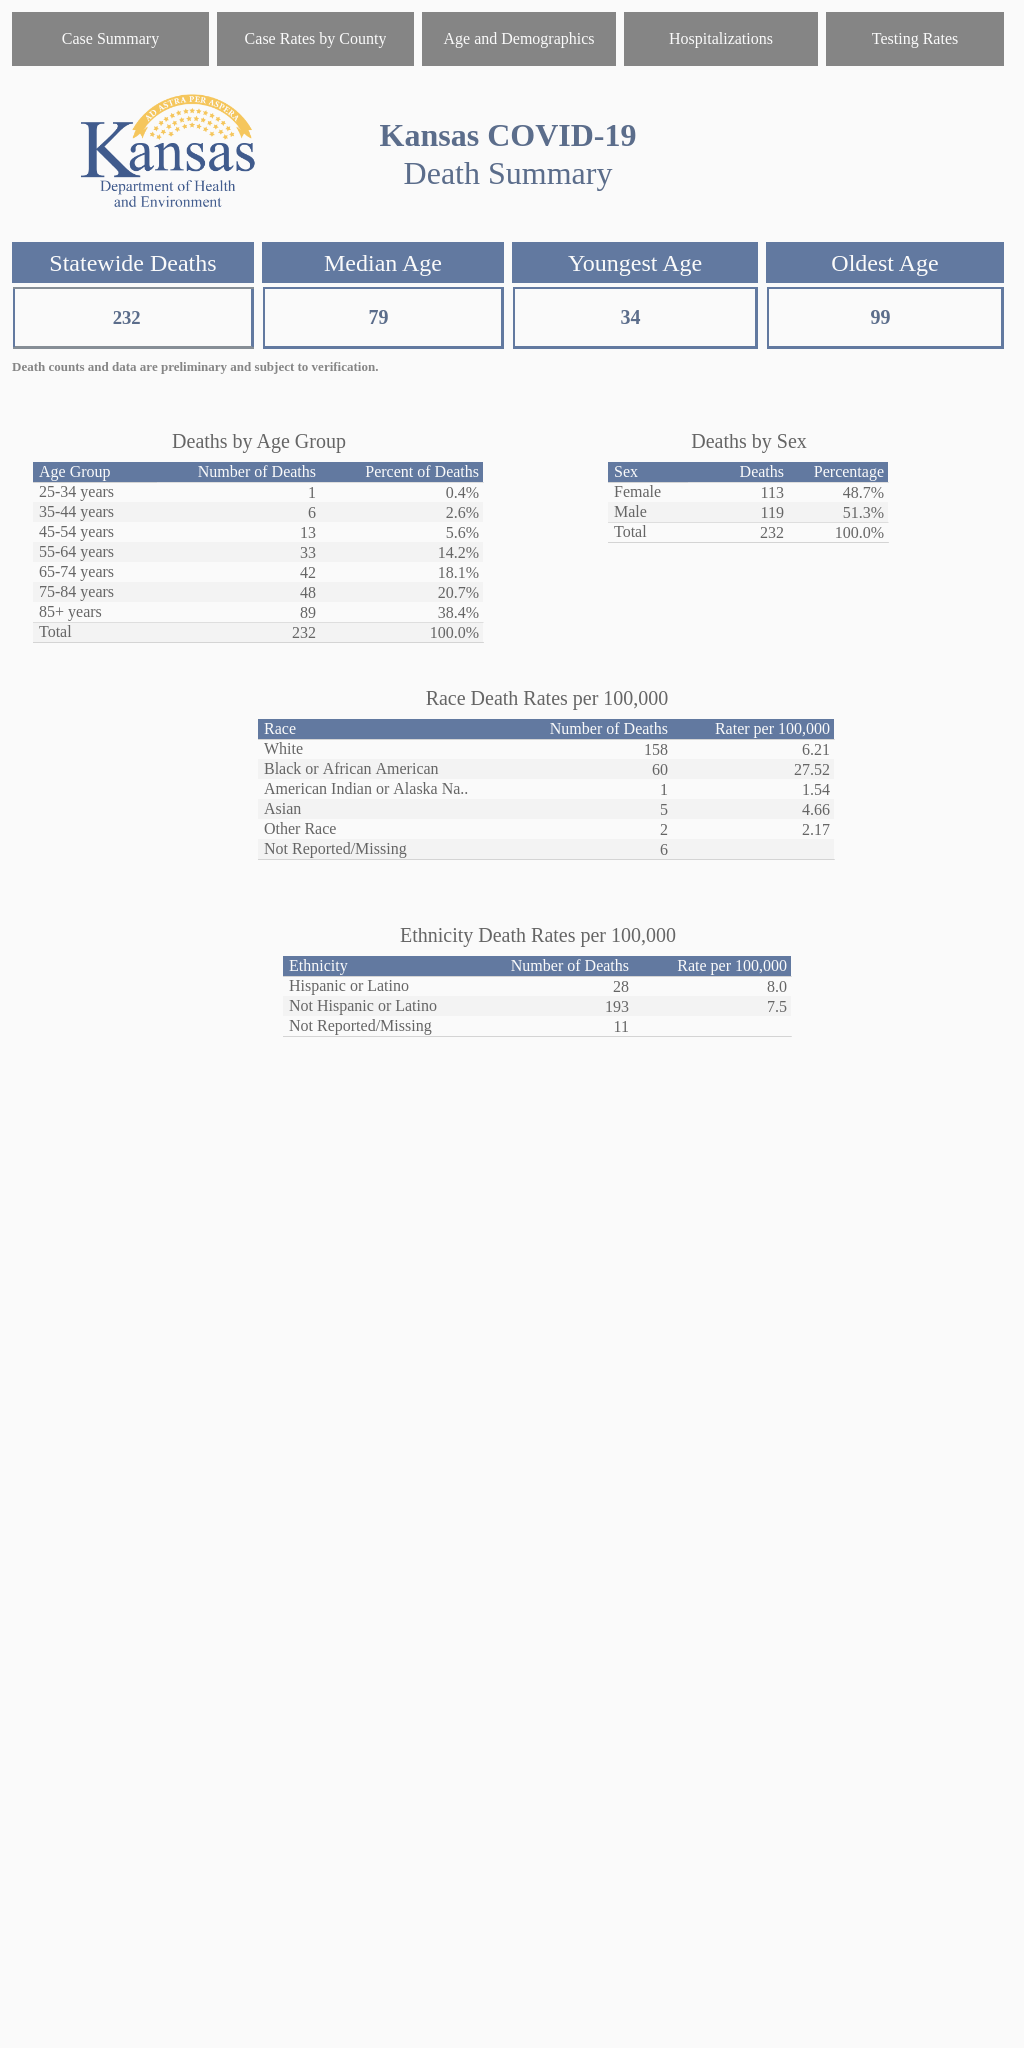 Case Summary Case Rates by County Age and Demographics Hospitalizations Testing Rates
AD ASTRA PER ASPERA
Kansas
Department of Health
and Environment
Kansas COVID-19
Death Summary
Statewide Deaths Median Age Youngest Age Oldest Age
232 79 34 99
Death counts and data are preliminary and subject to verification.
Deaths by Age Group
Age Group Number of Deaths Percent of Deaths
25-34 years 1 0.4%
35-44 years 6 2.6%
45-54 years 13 5.6%
55-64 years 33 14.2%
65-74 years 42 18.1%
75-84 years 48 20.7%
85+ years 89 38.4%
Total 232 100.0%
Deaths by Sex
Sex Deaths Percentage
Female 113 48.7%
Male 119 51.3%
Total 232 100.0%
Race Death Rates per 100,000
Race Number of Deaths Rater per 100,000
White 158 6.21
Black or African American 60 27.52
American Indian or Alaska Na.. 1 1.54
Asian 5 4.66
Other Race 2 2.17
Not Reported/Missing 6
Ethnicity Death Rates per 100,000
Ethnicity Number of Deaths Rate per 100,000
Hispanic or Latino 28 8.0
Not Hispanic or Latino 193 7.5
Not Reported/Missing 11